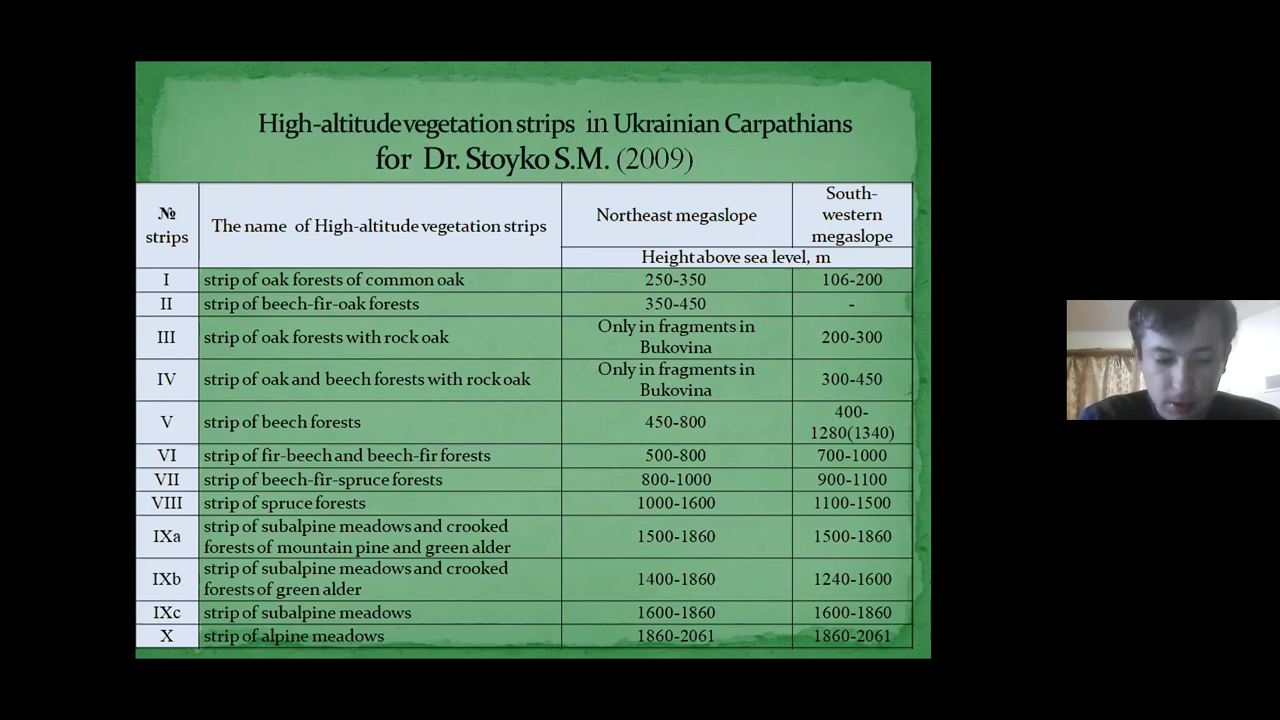 High-altitude vegetation strips in Ukrainian Carpathians
for Dr. Stoyko S.M. (2009)
№ strips
The name of High-altitude vegetation strips
Northeast megaslope
South-western megaslope
Height above sea level, m
I strip of oak forests of common oak 250-350 106-200
II strip of beech-fir-oak forests 350-450 -
III strip of oak forests with rock oak Only in fragments in Bukovina 200-300
IV strip of oak and beech forests with rock oak Only in fragments in Bukovina 300-450
V strip of beech forests 450-800 400-1280(1340)
VI strip of fir-beech and beech-fir forests 500-800 700-1000
VII strip of beech-fir-spruce forests 800-1000 900-1100
VIII strip of spruce forests 1000-1600 1100-1500
IXa strip of subalpine meadows and crooked forests of mountain pine and green alder 1500-1860 1500-1860
IXb strip of subalpine meadows and crooked forests of green alder 1400-1860 1240-1600
IXc strip of subalpine meadows 1600-1860 1600-1860
X strip of alpine meadows 1860-2061 1860-2061